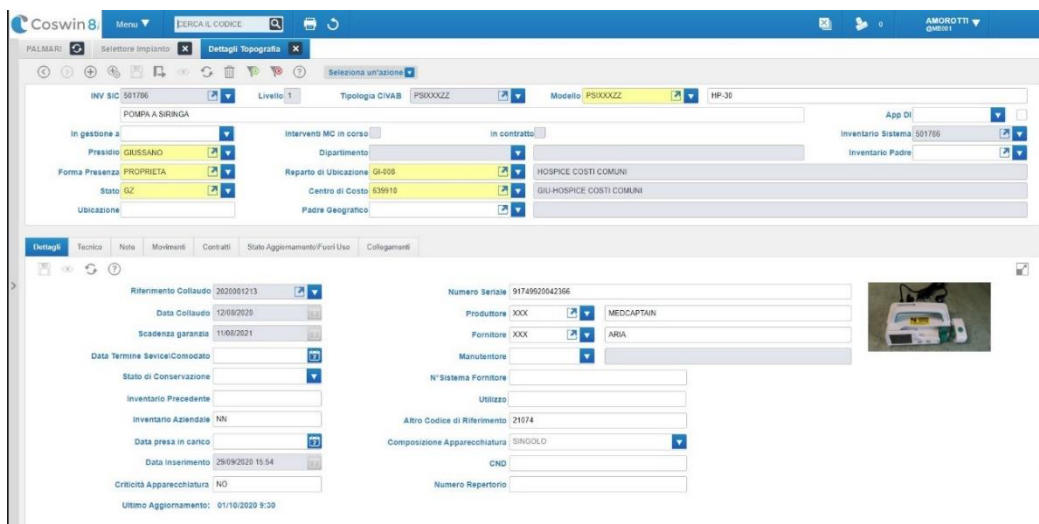 Coswin 8i Menu CERCA IL CODICE 0 AMOROTTI
@ME001
PALMARI Selettore Impianto Dettagli Topografia
Seleziona un'azione
INV SIC 501786 Livello 1 Tipologia CIVAB PSIXXXZZ Modello PSIXXXZZ HP-30
POMPA A SIRINGA App DI
In gestione a Interventi MC in corso In contratto Inventario Sistema 501786
Presidio GIUSSANO Dipartimento Inventario Padre
Forma Presenza PROPRIETA Reparto di Ubicazione GI-008 HOSPICE COSTI COMUNI
Stato GZ Centro di Costo 639910 GIU-HOSPICE COSTI COMUNI
Ubicazione Padre Geografico
Dettagli Tecnico Note Movimenti Contratti Stato Aggiornamento\Fuori Uso Collegamenti
Riferimento Collaudo 2020001213 Numero Seriale 91749920042366
Data Collaudo 12/08/2020 Produttore XXX MEDCAPTAIN
Scadenza garanzia 11/08/2021 Fornitore XXX ARIA
Data Termine Sevice\Comodato Manutentore
Stato di Conservazione N°Sistema Fornitore
Inventario Precedente Utilizzo
Inventario Aziendale NN Altro Codice di Riferimento 21074
Data presa in carico Composizione Apparecchiatura SINGOLO
Data Inserimento 29/09/2020 15:54 CND
Criticità Apparecchiatura NO Numero Repertorio
Ultimo Aggiornamento: 01/10/2020 9:30